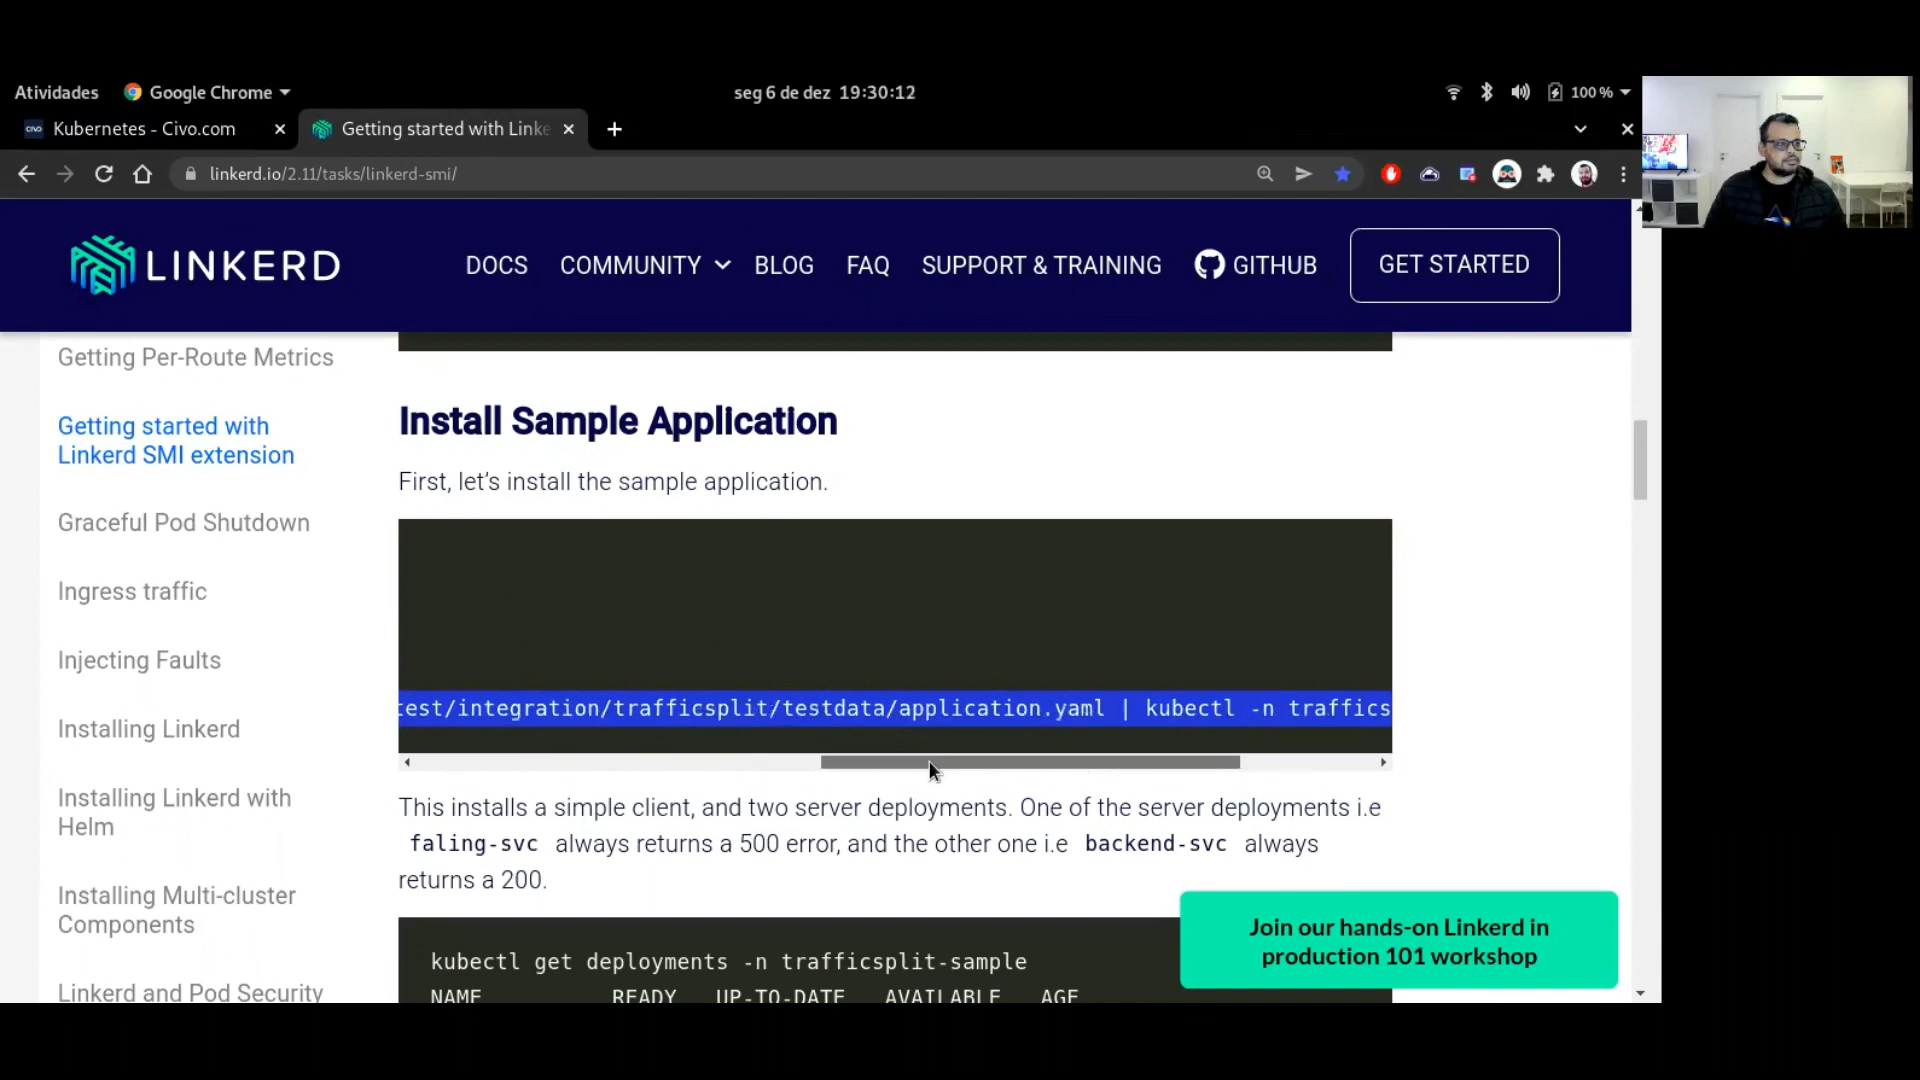 Atividades
Google Chrome
seg 6 de dez 19:30:12
100 %
CIVO
Kubernetes - Civo.com
Getting started with Linke
linkerd.io/2.11/tasks/linkerd-smi/
LINKERD
DOCS
COMMUNITY
BLOG
FAQ
SUPPORT & TRAINING
GITHUB
GET STARTED
Getting Per-Route Metrics
Getting started with
Linkerd SMI extension
Graceful Pod Shutdown
Ingress traffic
Injecting Faults
Installing Linkerd
Installing Linkerd with
Helm
Installing Multi-cluster
Components
Linkerd and Pod Security
Install Sample Application
First, let’s install the sample application.
test/integration/trafficsplit/testdata/application.yaml | kubectl -n traffics
This installs a simple client, and two server deployments. One of the server deployments i.e
faling-svc always returns a 500 error, and the other one i.e backend-svc always
returns a 200.
kubectl get deployments -n trafficsplit-sample
NAME READY UP-TO-DATE AVAILABLE AGE
Join our hands-on Linkerd in
production 101 workshop